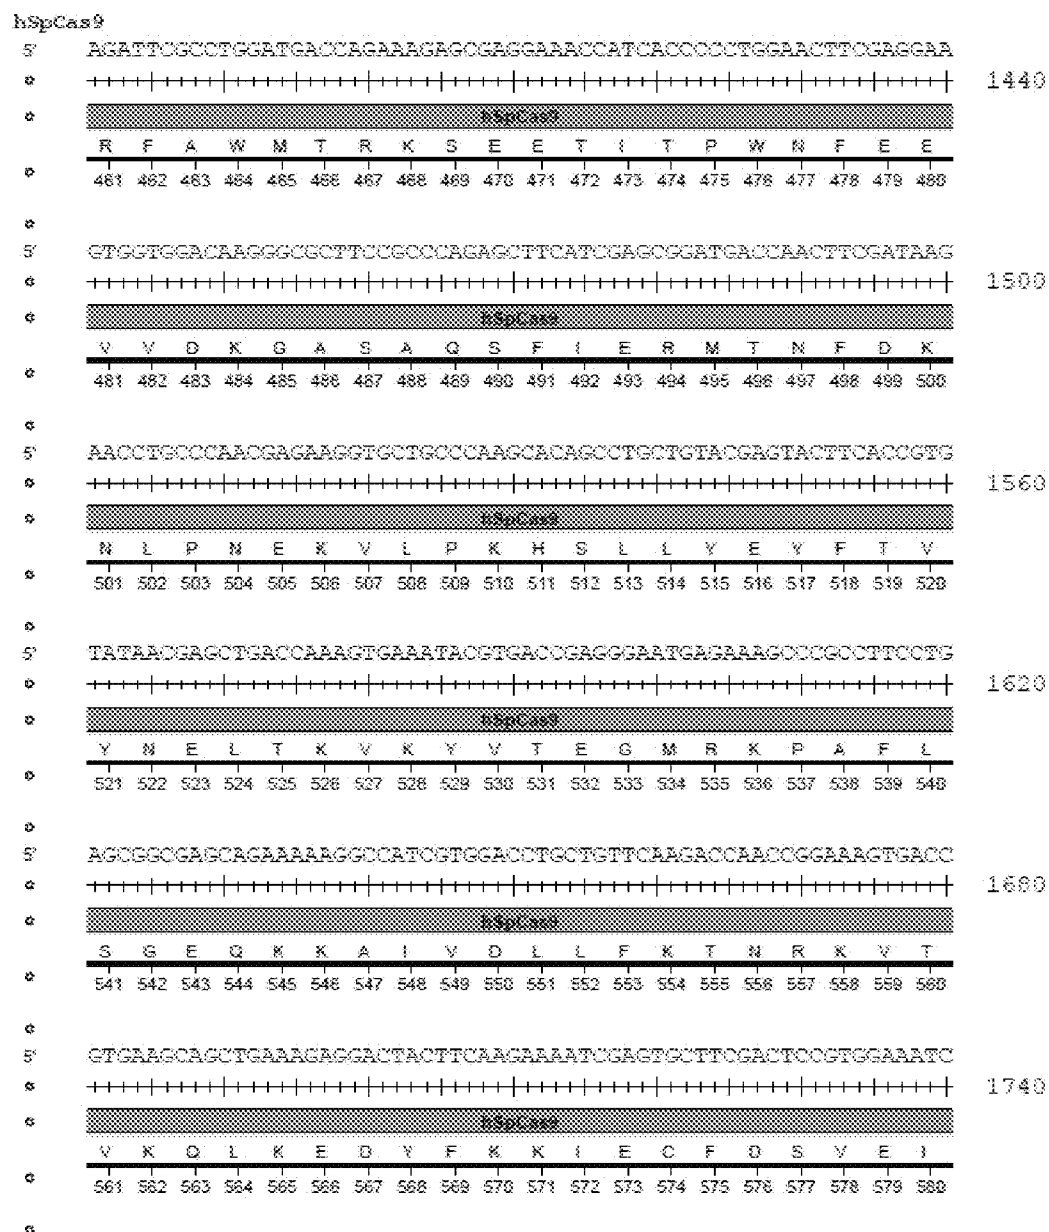 hSpCas9
5' AGATTCGCCTGGATGACCAGAAAGAGCGAGGAAACCATCACCCCCTGGAACTTCGAGGAA
1440
hSpCas9
R F A W M T R K S E E T I T P W N F E E
461 462 463 464 465 466 467 468 469 470 471 472 473 474 475 476 477 478 479 480
5' GTGGTGGACAAGGGCGCTTCCGCCCAGAGCTTCATCGAGCGGATGACCAACTTCGATAAG
1500
hSpCas9
V V D K G A S A Q S F I E R M T N F D K
481 482 483 484 485 486 487 488 489 490 491 492 493 494 495 496 497 498 499 500
5' AACCTGCCCAACGAGAAGGTGCTGCCCAAGCACAGCCTGCTGTACGAGTACTTCACCGTG
1560
hSpCas9
N L P N E K V L P K H S L L Y E Y F T V
501 502 503 504 505 506 507 508 509 510 511 512 513 514 515 516 517 518 519 520
5' TATAACGAGCTGACCAAAGTGAAATACGTGACCGAGGGAATGAGAAAGCCCGCCTTCCTG
1620
hSpCas9
Y N E L T K V K Y V T E G M R K P A F L
521 522 523 524 525 526 527 528 529 530 531 532 533 534 535 536 537 538 539 540
5' AGCGGCGAGCAGAAAAAGGCCATCGTGGACCTGCTGTTCAAGACCAACCGGAAAGTGACC
1680
hSpCas9
S G E Q K K A I V D L L F K T N R K V T
541 542 543 544 545 546 547 548 549 550 551 552 553 554 555 556 557 558 559 560
5' GTGAAGCAGCTGAAAGAGGACTACTTCAAGAAAATCGAGTGCTTCGACTCCGTGGAAATC
1740
hSpCas9
V K Q L K E D Y F K K I E C F D S V E I
561 562 563 564 565 566 567 568 569 570 571 572 573 574 575 576 577 578 579 580